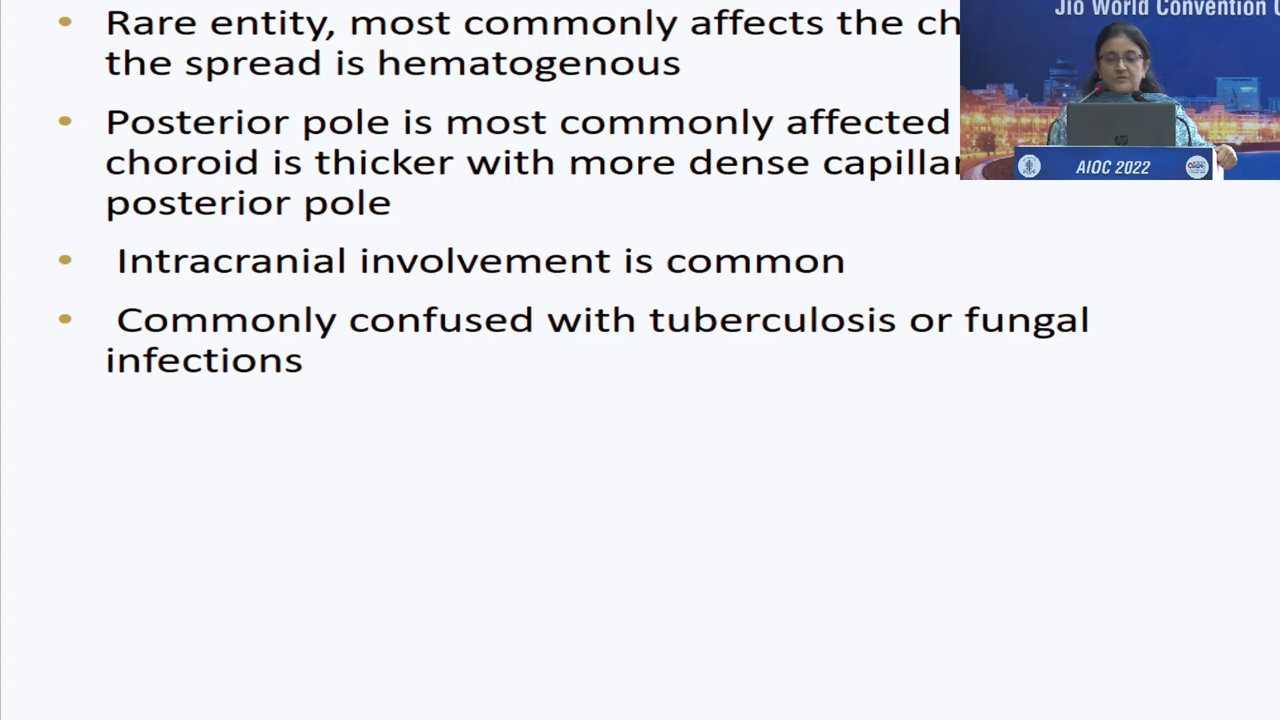 • Rare entity, most commonly affects the
the spread is hematogenous
• Posterior pole is most commonly affected
choroid is thicker with more dense
posterior pole
• Intracranial involvement is common
• Commonly confused with tuberculosis or fungal
infections
Jio World Convention
hp
AIOC 2022